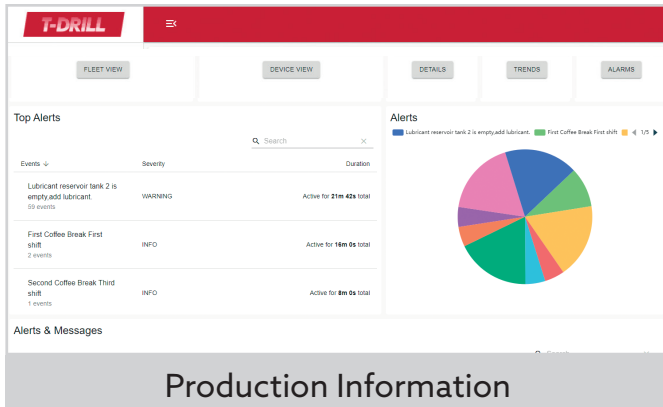 T-DRILL
FLEET VIEW
DEVICE VIEW
DETAILS
TRENDS
ALARMS
Top Alerts
Search
Events
Severity
Duration
Lubricant reservoir tank 2 is
empty,add lubricant.
59 events
WARNING
Active for 21m 42s total
First Coffee Break First
shift
2 events
INFO
Active for 16m 0s total
Second Coffee Break Third
shift
1 events
INFO
Active for 8m 0s total
Alerts
Lubricant reservoir tank 2 is empty,add lubricant.
First Coffee Break First shift
1/5
Alerts & Messages
Production Information